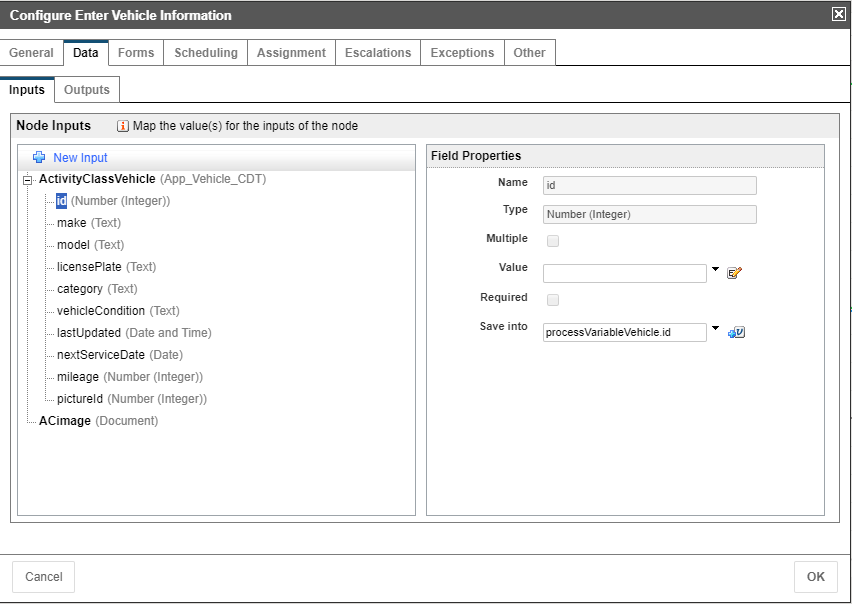 Configure Enter Vehicle Information
General Data Forms Scheduling Assignment Escalations Exceptions Other
Inputs Outputs
Node Inputs Map the value(s) for the inputs of the node
New Input
ActivityClassVehicle (App_Vehicle_CDT)
id (Number (Integer))
make (Text)
model (Text)
licensePlate (Text)
category (Text)
vehicleCondition (Text)
lastUpdated (Date and Time)
nextServiceDate (Date)
mileage (Number (Integer))
pictureId (Number (Integer))
ACimage (Document)
Field Properties
Name id
Type Number (Integer)
Multiple
Value
Required
Save into processVariableVehicle.id
Cancel OK